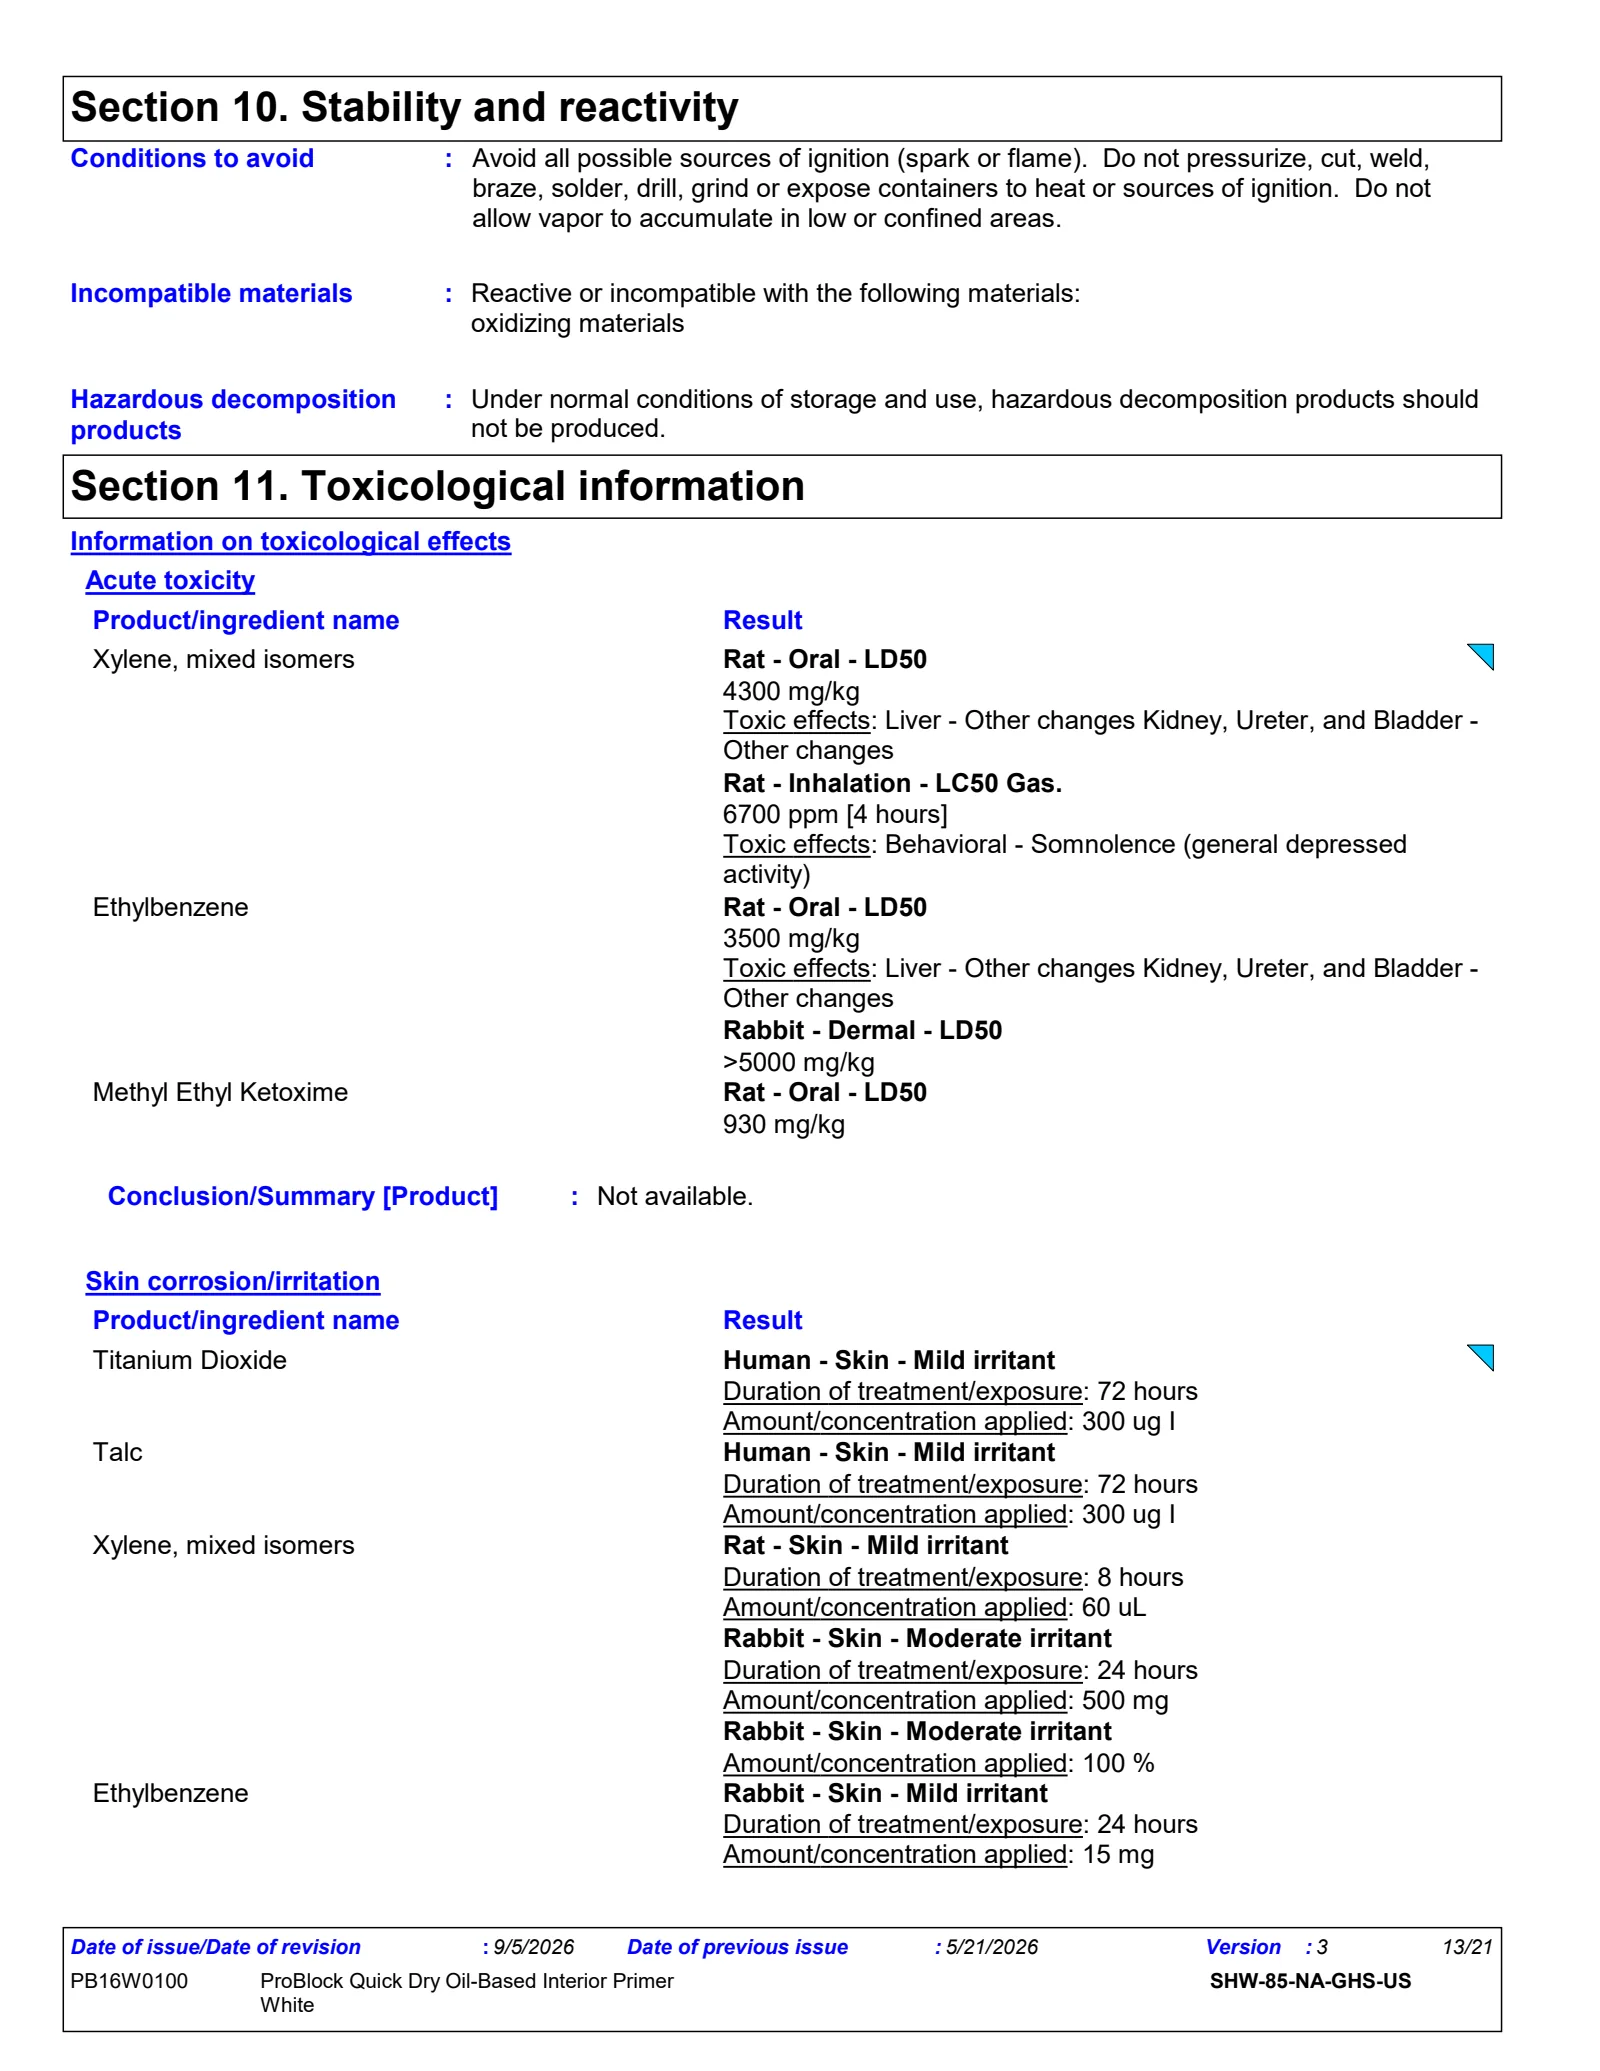 Section 10. Stability and reactivity
Conditions to avoid : Avoid all possible sources of ignition (spark or flame).  Do not pressurize, cut, weld,
braze, solder, drill, grind or expose containers to heat or sources of ignition.  Do not
allow vapor to accumulate in low or confined areas.
Incompatible materials : Reactive or incompatible with the following materials:
oxidizing materials
Hazardous decomposition : Under normal conditions of storage and use, hazardous decomposition products should
products not be produced.
Section 11. Toxicological information
Information on toxicological effects
Acute toxicity
Product/ingredient name Result
Xylene, mixed isomers Rat - Oral - LD50
4300 mg/kg
Toxic effects: Liver - Other changes Kidney, Ureter, and Bladder -
Other changes
Rat - Inhalation - LC50 Gas.
6700 ppm [4 hours]
Toxic effects: Behavioral - Somnolence (general depressed
activity)
Ethylbenzene Rat - Oral - LD50
3500 mg/kg
Toxic effects: Liver - Other changes Kidney, Ureter, and Bladder -
Other changes
Rabbit - Dermal - LD50
>5000 mg/kg
Methyl Ethyl Ketoxime Rat - Oral - LD50
930 mg/kg
Conclusion/Summary [Product] : Not available.
Skin corrosion/irritation
Product/ingredient name Result
Titanium Dioxide Human - Skin - Mild irritant
Duration of treatment/exposure: 72 hours
Amount/concentration applied: 300 ug I
Talc Human - Skin - Mild irritant
Duration of treatment/exposure: 72 hours
Amount/concentration applied: 300 ug I
Xylene, mixed isomers Rat - Skin - Mild irritant
Duration of treatment/exposure: 8 hours
Amount/concentration applied: 60 uL
Rabbit - Skin - Moderate irritant
Duration of treatment/exposure: 24 hours
Amount/concentration applied: 500 mg
Rabbit - Skin - Moderate irritant
Amount/concentration applied: 100 %
Ethylbenzene Rabbit - Skin - Mild irritant
Duration of treatment/exposure: 24 hours
Amount/concentration applied: 15 mg
Date of issue/Date of revision : 9/5/2026 Date of previous issue : 5/21/2026 Version : 3 13/21
PB16W0100 ProBlock Quick Dry Oil-Based Interior Primer SHW-85-NA-GHS-US
White